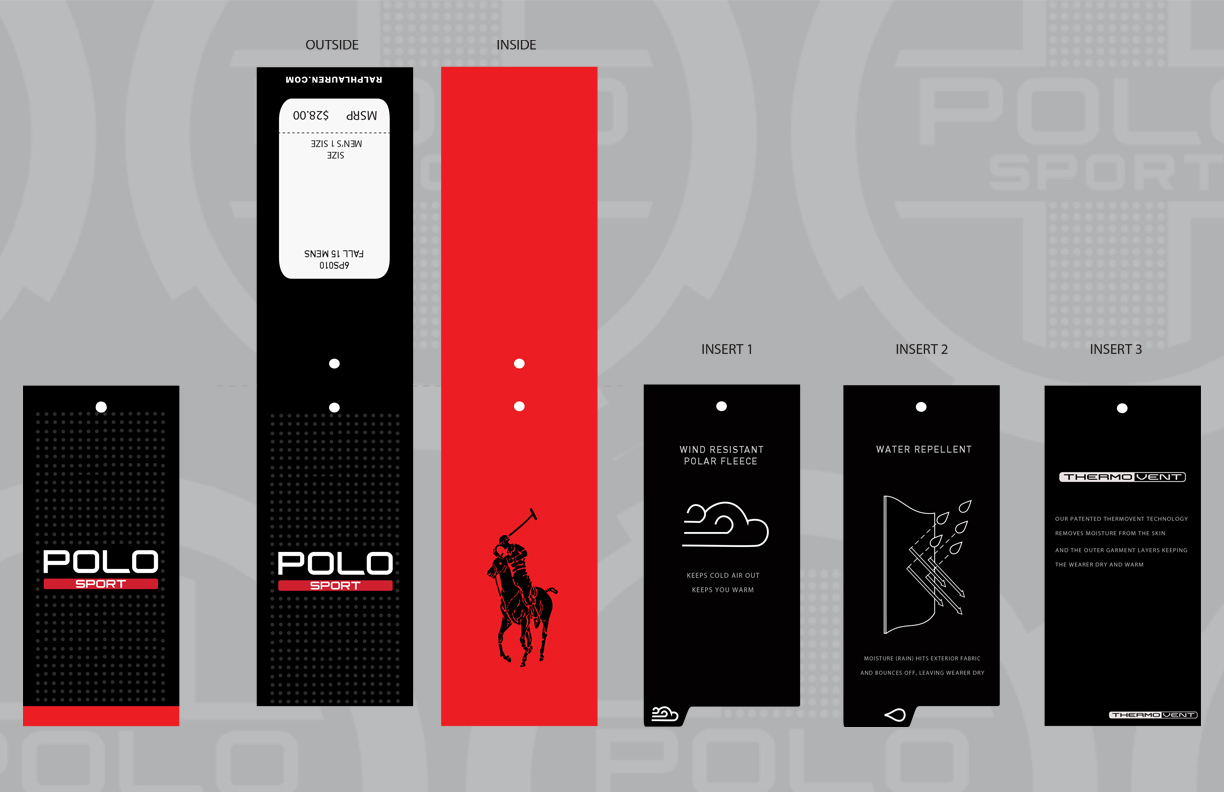 OUTSIDE
INSIDE
RALPHLAUREN.COM
MSRP $28.00
MEN'S 1 SIZE
SIZE
FALL 15 MENS
6PS010
POLO
SPORT
POLO
SPORT
INSERT 1
WIND RESISTANT
POLAR FLEECE
KEEPS COLD AIR OUT
KEEPS YOU WARM
INSERT 2
WATER REPELLENT
MOISTURE (RAIN) HITS EXTERIOR FABRIC
AND BOUNCES OFF, LEAVING WEARER DRY
INSERT 3
THERMOVENT
OUR PATENTED THERMOVENT TECHNOLOGY
REMOVES MOISTURE FROM THE SKIN
AND THE OUTER GARMENT LAYERS KEEPING
THE WEARER DRY AND WARM
THERMOVENT
POLO
SPORT
POLO
POLO